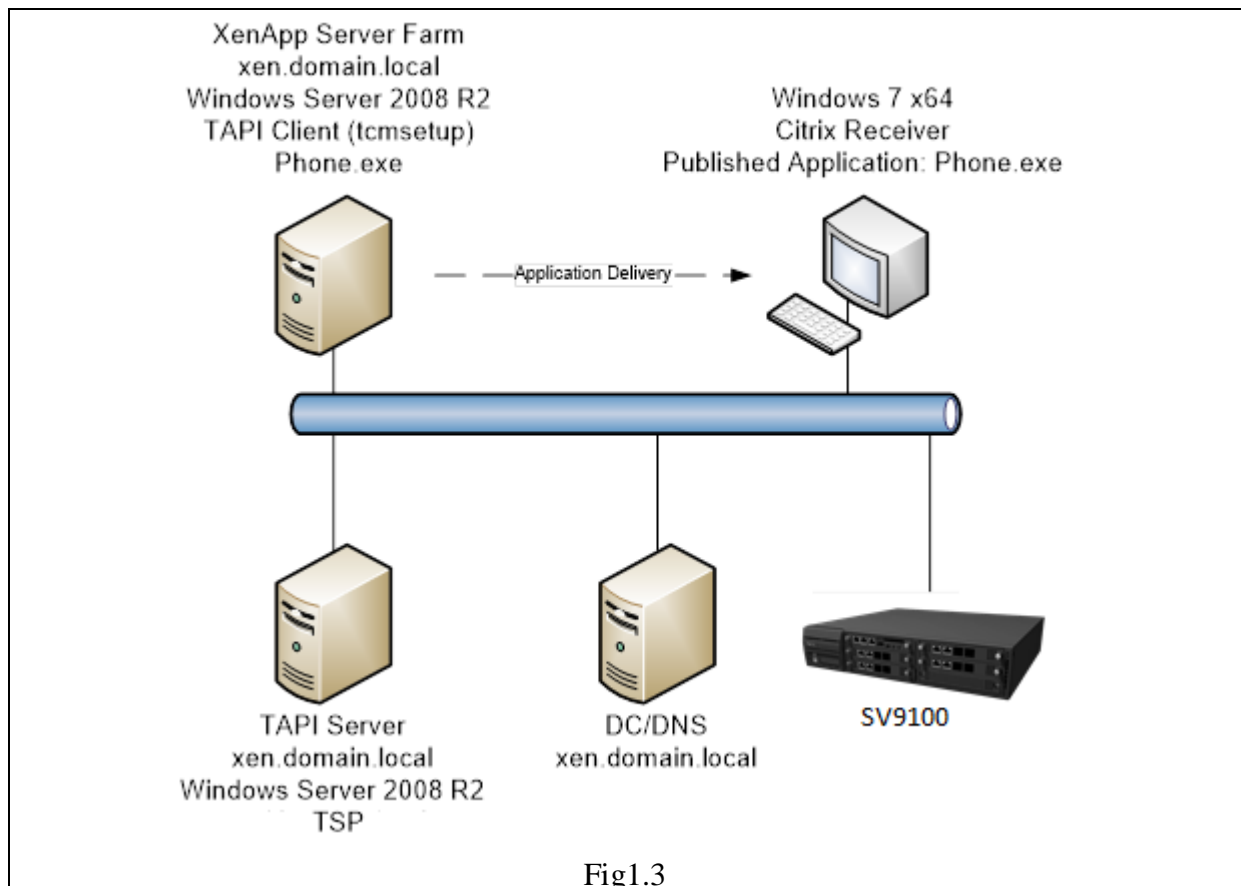 XenApp Server Farm
xen.domain.local
Windows Server 2008 R2
TAPI Client (tcmsetup)
Phone.exe
Windows 7 x64
Citrix Receiver
Published Application: Phone.exe
Application Delivery
TAPI Server
xen.domain.local
Windows Server 2008 R2
TSP
DC/DNS
xen.domain.local
SV9100
Fig1.3